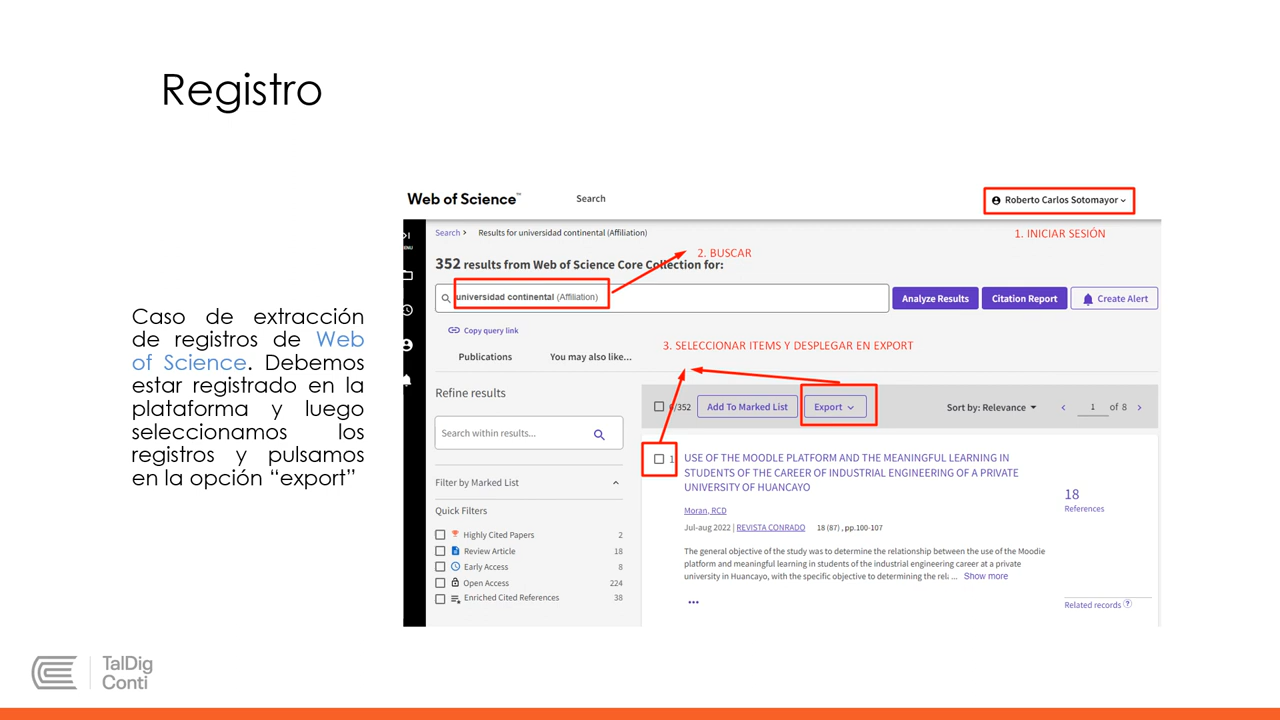 Registro
Caso de extracción
de registros de Web
of Science. Debemos
estar registrado en la
plataforma y luego
seleccionamos los
registros y pulsamos
en la opción “export”
Web of Science™
Search
Roberto Carlos Sotomayor
1. INICIAR SESIÓN
MENU
Search > Results for universidad continental (Affiliation)
2. BUSCAR
352 results from Web of Science Core Collection for:
universidad continental (Affiliation)
Analyze Results
Citation Report
Create Alert
Copy query link
3. SELECCIONAR ITEMS Y DESPLEGAR EN EXPORT
Publications
You may also like...
Refine results
0/352
Add To Marked List
Export
Sort by: Relevance
< 1 of 8 >
Search within results...
Filter by Marked List
Quick Filters
Highly Cited Papers 2
Review Article 18
Early Access 8
Open Access 224
Enriched Cited References 38
1
USE OF THE MOODLE PLATFORM AND THE MEANINGFUL LEARNING IN
STUDENTS OF THE CAREER OF INDUSTRIAL ENGINEERING OF A PRIVATE
UNIVERSITY OF HUANCAYO
Moran, RCD
Jul-aug 2022 | REVISTA CONRADO 18 (87) , pp.100-107
The general objective of the study was to determine the relationship between the use of the Moodle
platform and meaningful learning in students of the industrial engineering career at a private
university in Huancayo, with the specific objective to determining the rel. ... Show more
•••
18
References
Related records ?
TalDig
Conti